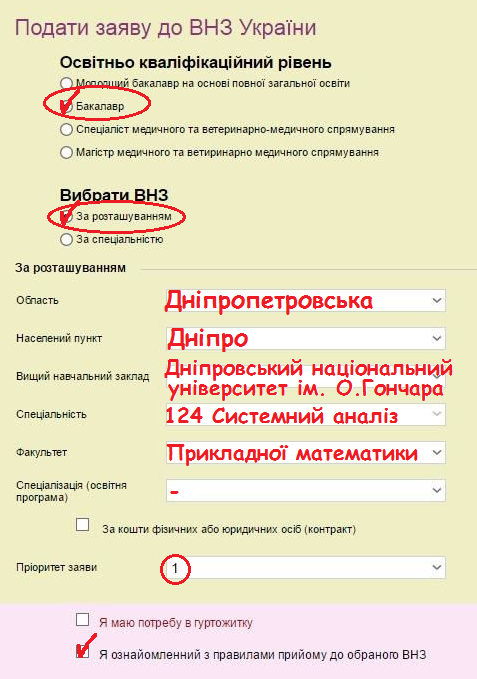 Подати заяву до ВНЗ України
Освітньо кваліфікаційний рівень
Молодший бакалавр на основі повної загальної освіти
Бакалавр
Спеціаліст медичного та ветеринарно-медичного спрямування
Магістр медичного та ветиринарно медичного спрямування
Вибрати ВНЗ
За розташуванням
За спеціальністю
За розташуванням
Область Дніпропетровська
Населений пункт Дніпро
Вищий навчальний заклад Дніпровський національний
університет ім. О.Гончара
Спеціальність 124 Системний аналіз
Факультет Прикладної математики
Спеціалізація (освітня
програма) -
За кошти фізичних або юридичних осіб (контракт)
Пріоритет заяви 1
Я маю потребу в гуртожитку
Я ознайомленний з правилами прийому до обраного ВНЗ